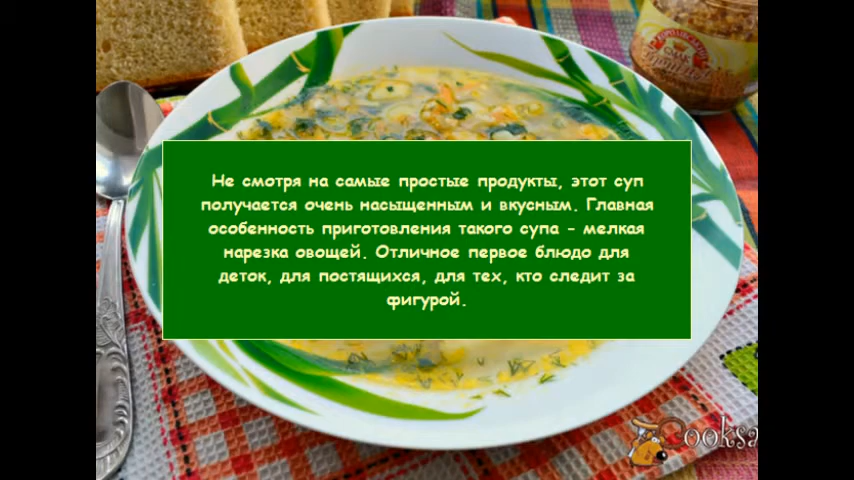 Не смотря на самые простые продукты, этот суп
получается очень насыщенным и вкусным. Главная
особенность приготовления такого супа - мелкая
нарезка овощей. Отличное первое блюдо для
деток, для постящихся, для тех, кто следит за
фигурой.
Cooksa